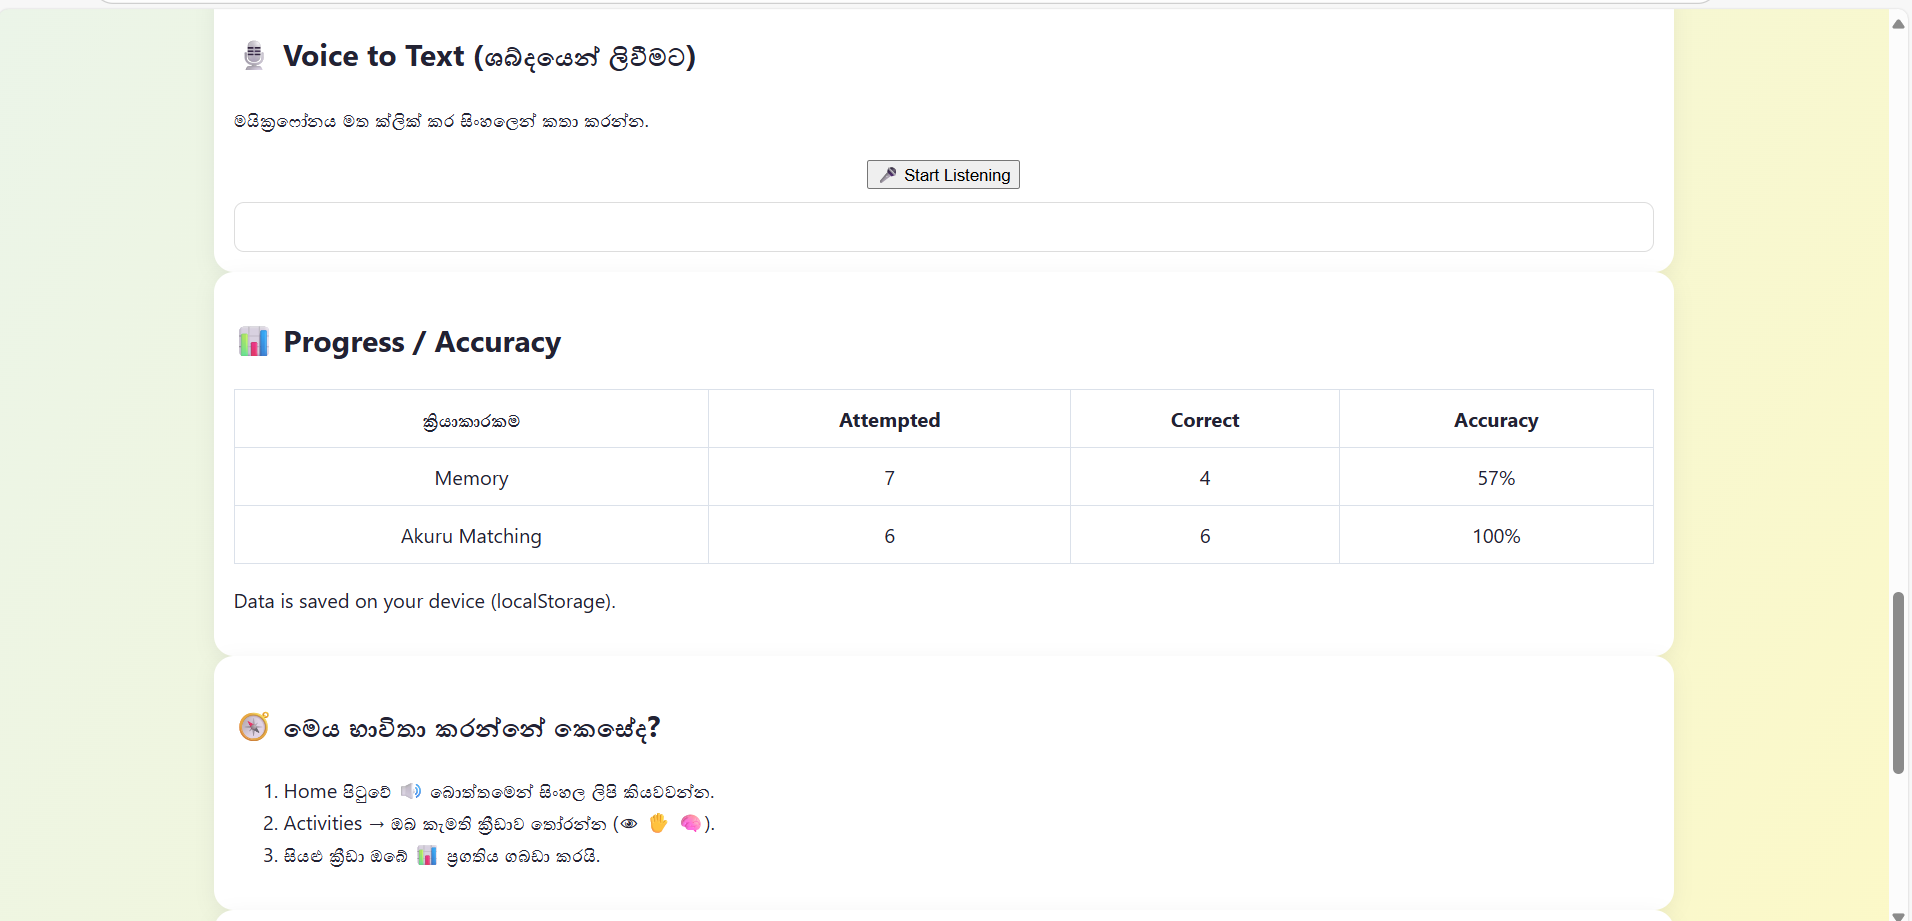 🎙️ Voice to Text (ශබ්දයෙන් ලිවීමට)
මයික්‍රෆෝනය මත ක්ලික් කර සිංහලෙන් කතා කරන්න.
🎤 Start Listening
📊 Progress / Accuracy
ක්‍රියාකාරකම Attempted Correct Accuracy
Memory 7 4 57%
Akuru Matching 6 6 100%
Data is saved on your device (localStorage).
🧭 මෙය භාවිතා කරන්නේ කෙසේද?
1. Home පිටුවේ 🔊 බොත්තමෙන් සිංහල ලිපි කියවවන්න.
2. Activities → ඔබ කැමති ක්‍රීඩාව තෝරන්න (👁 🖐 🧠).
3. සියළු ක්‍රීඩා ඔබේ 📊 ප්‍රගතිය ගබඩා කරයි.